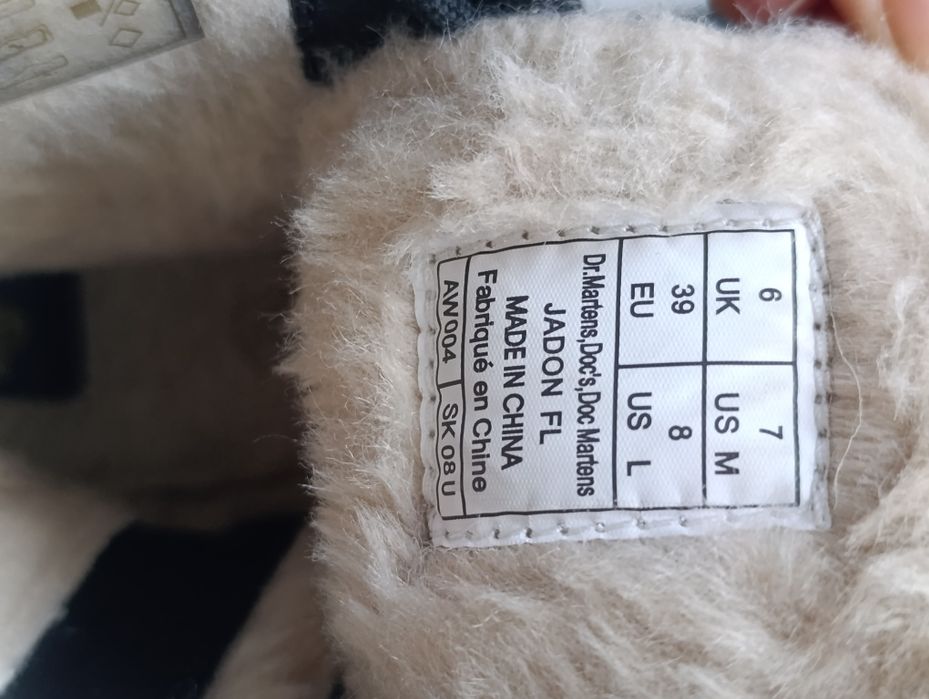 6 7
UK US M
39 8
EU US L
Dr.Martens,Doc's,Doc Martens
JADON FL
MADE IN CHINA
Fabriqué en Chine
AW004 SK 08 U